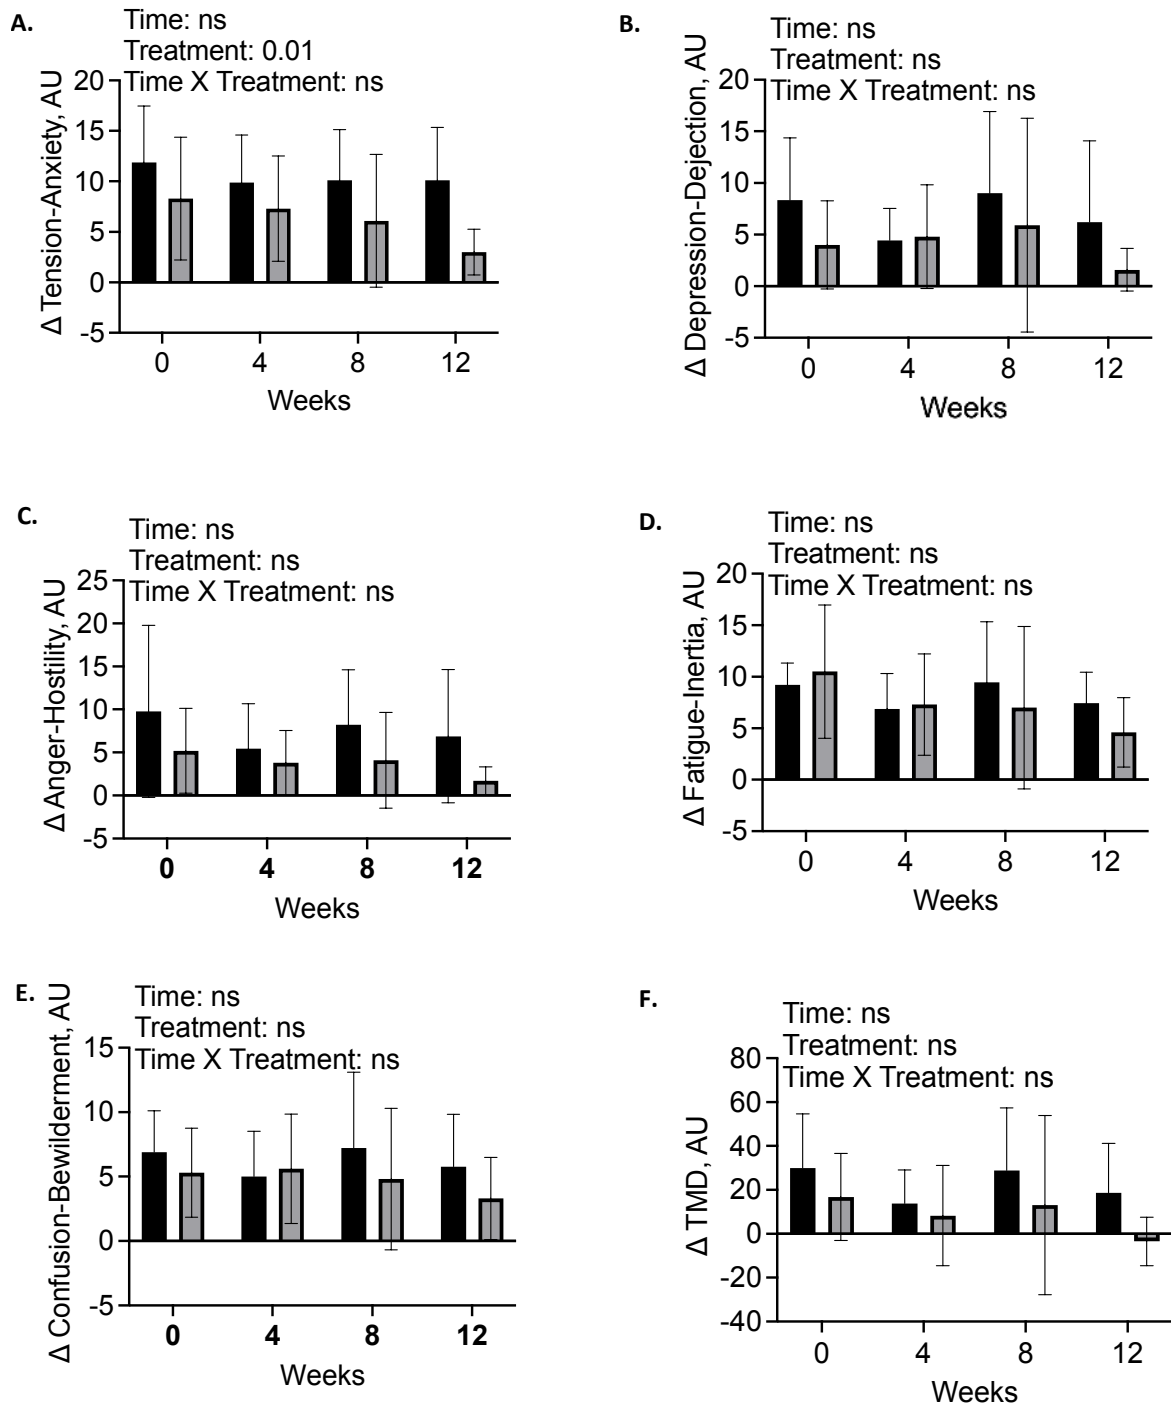 A.
Time: ns
Treatment: 0.01
Time X Treatment: ns
Δ Tension-Anxiety, AU
20
15
10
5
0
-5
0 4 8 12
Weeks
B.
Time: ns
Treatment: ns
Time X Treatment: ns
Δ Depression-Dejection, AU
20
15
10
5
0
-5
0 4 8 12
Weeks
C.
Time: ns
Treatment: ns
Time X Treatment: ns
Δ Anger-Hostility, AU
25
20
15
10
5
0
-5
0 4 8 12
Weeks
D.
Time: ns
Treatment: ns
Time X Treatment: ns
Δ Fatigue-Inertia, AU
20
15
10
5
0
-5
0 4 8 12
Weeks
E.
Time: ns
Treatment: ns
Time X Treatment: ns
Δ Confusion-Bewilderment, AU
15
10
5
0
-5
0 4 8 12
Weeks
F.
Time: ns
Treatment: ns
Time X Treatment: ns
Δ TMD, AU
80
60
40
20
0
-20
-40
0 4 8 12
Weeks